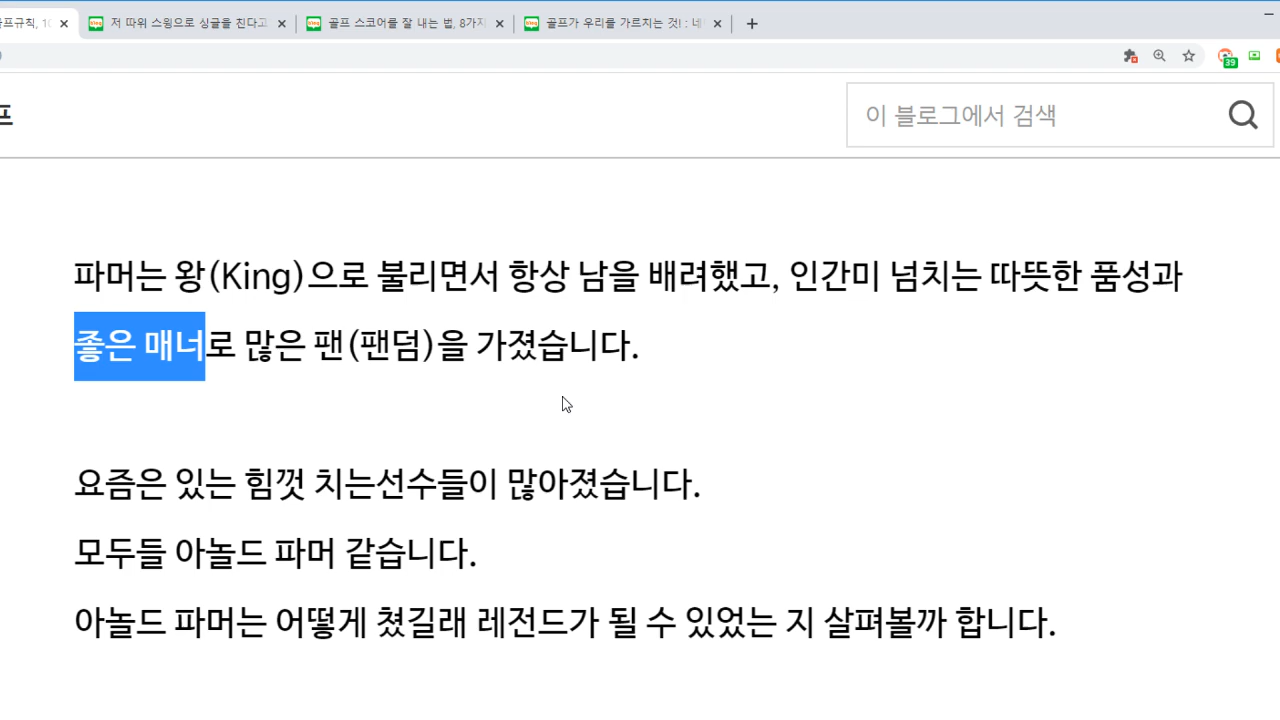 프규칙, 10
저 따위 스윙으로 싱글을 친다고
골프 스코어를 잘 내는 법, 8가지
골프가 우리를 가르치는 것! : 네
39
프
이 블로그에서 검색
파머는 왕(King)으로 불리면서 항상 남을 배려했고, 인간미 넘치는 따뜻한 품성과
좋은 매너로 많은 팬(팬덤)을 가졌습니다.
요즘은 있는 힘껏 치는선수들이 많아졌습니다.
모두들 아놀드 파머 같습니다.
아놀드 파머는 어떻게 쳤길래 레전드가 될 수 있었는 지 살펴볼까 합니다.